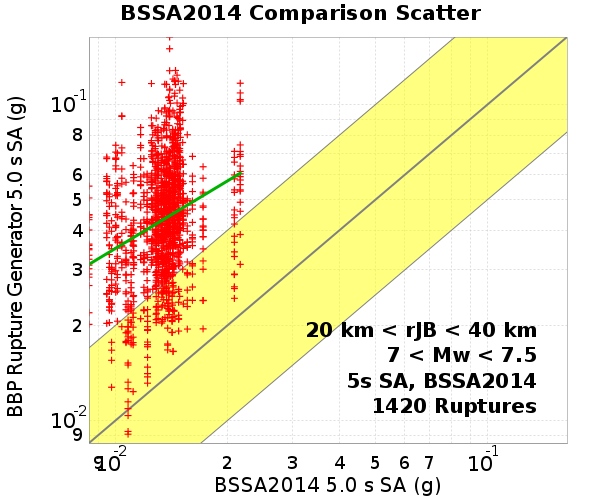 BSSA2014 Comparison Scatter
BBP Rupture Generator 5.0 s SA (g)
10-1
8
6
5
4
3
2
10-2
9
20 km < rJB < 40 km
7 < Mw < 7.5
5s SA, BSSA2014
1420 Ruptures
9 10-2 2 3 4 5 6 7 10-1
BSSA2014 5.0 s SA (g)